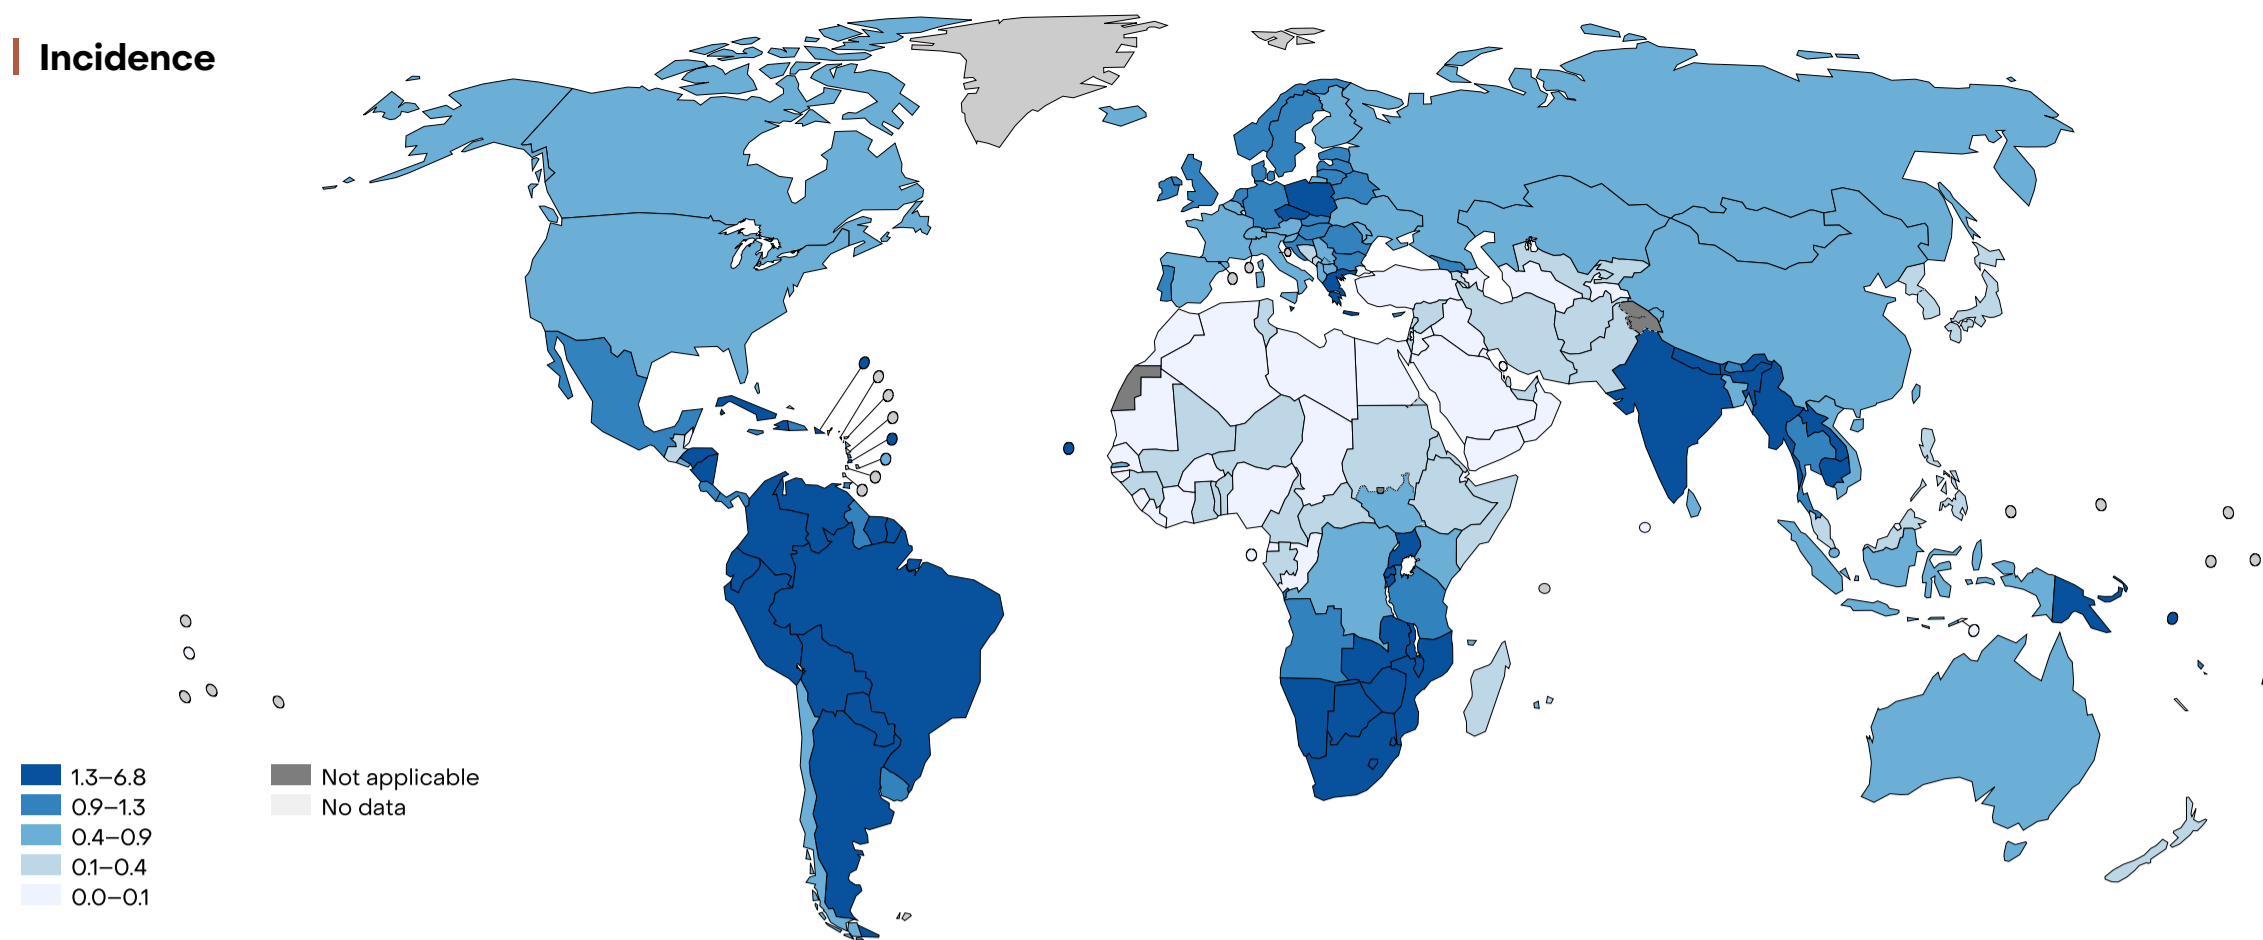 Incidence
1.3–6.8
0.9–1.3
0.4–0.9
0.1–0.4
0.0–0.1
Not applicable
No data